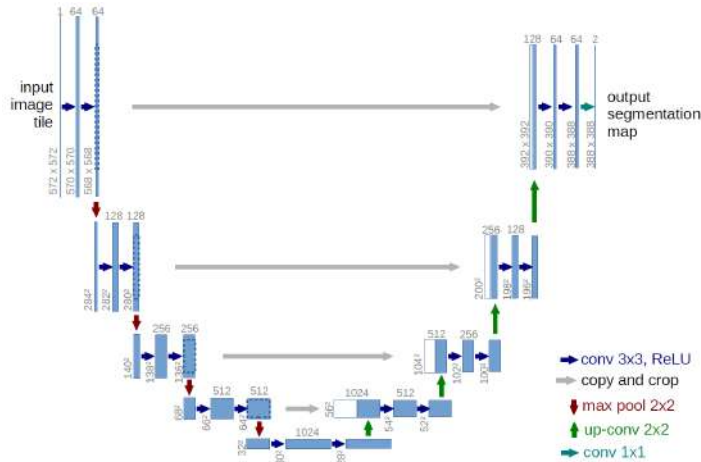 1 64 64
128 64 64 2
input
image
tile
output
segmentation
map
572 x 572
570 x 570
568 x 568
392 x 392
390 x 390
388 x 388
388 x 388
128 128
256 128
284²
282²
280²
200²
198²
196²
256 256
512 256
140²
138²
136²
104²
102²
100²
512 512
1024 512
68²
66²
64²
56²
54²
52²
1024
32²
30²
28²
conv 3x3, ReLU
copy and crop
max pool 2x2
up-conv 2x2
conv 1x1